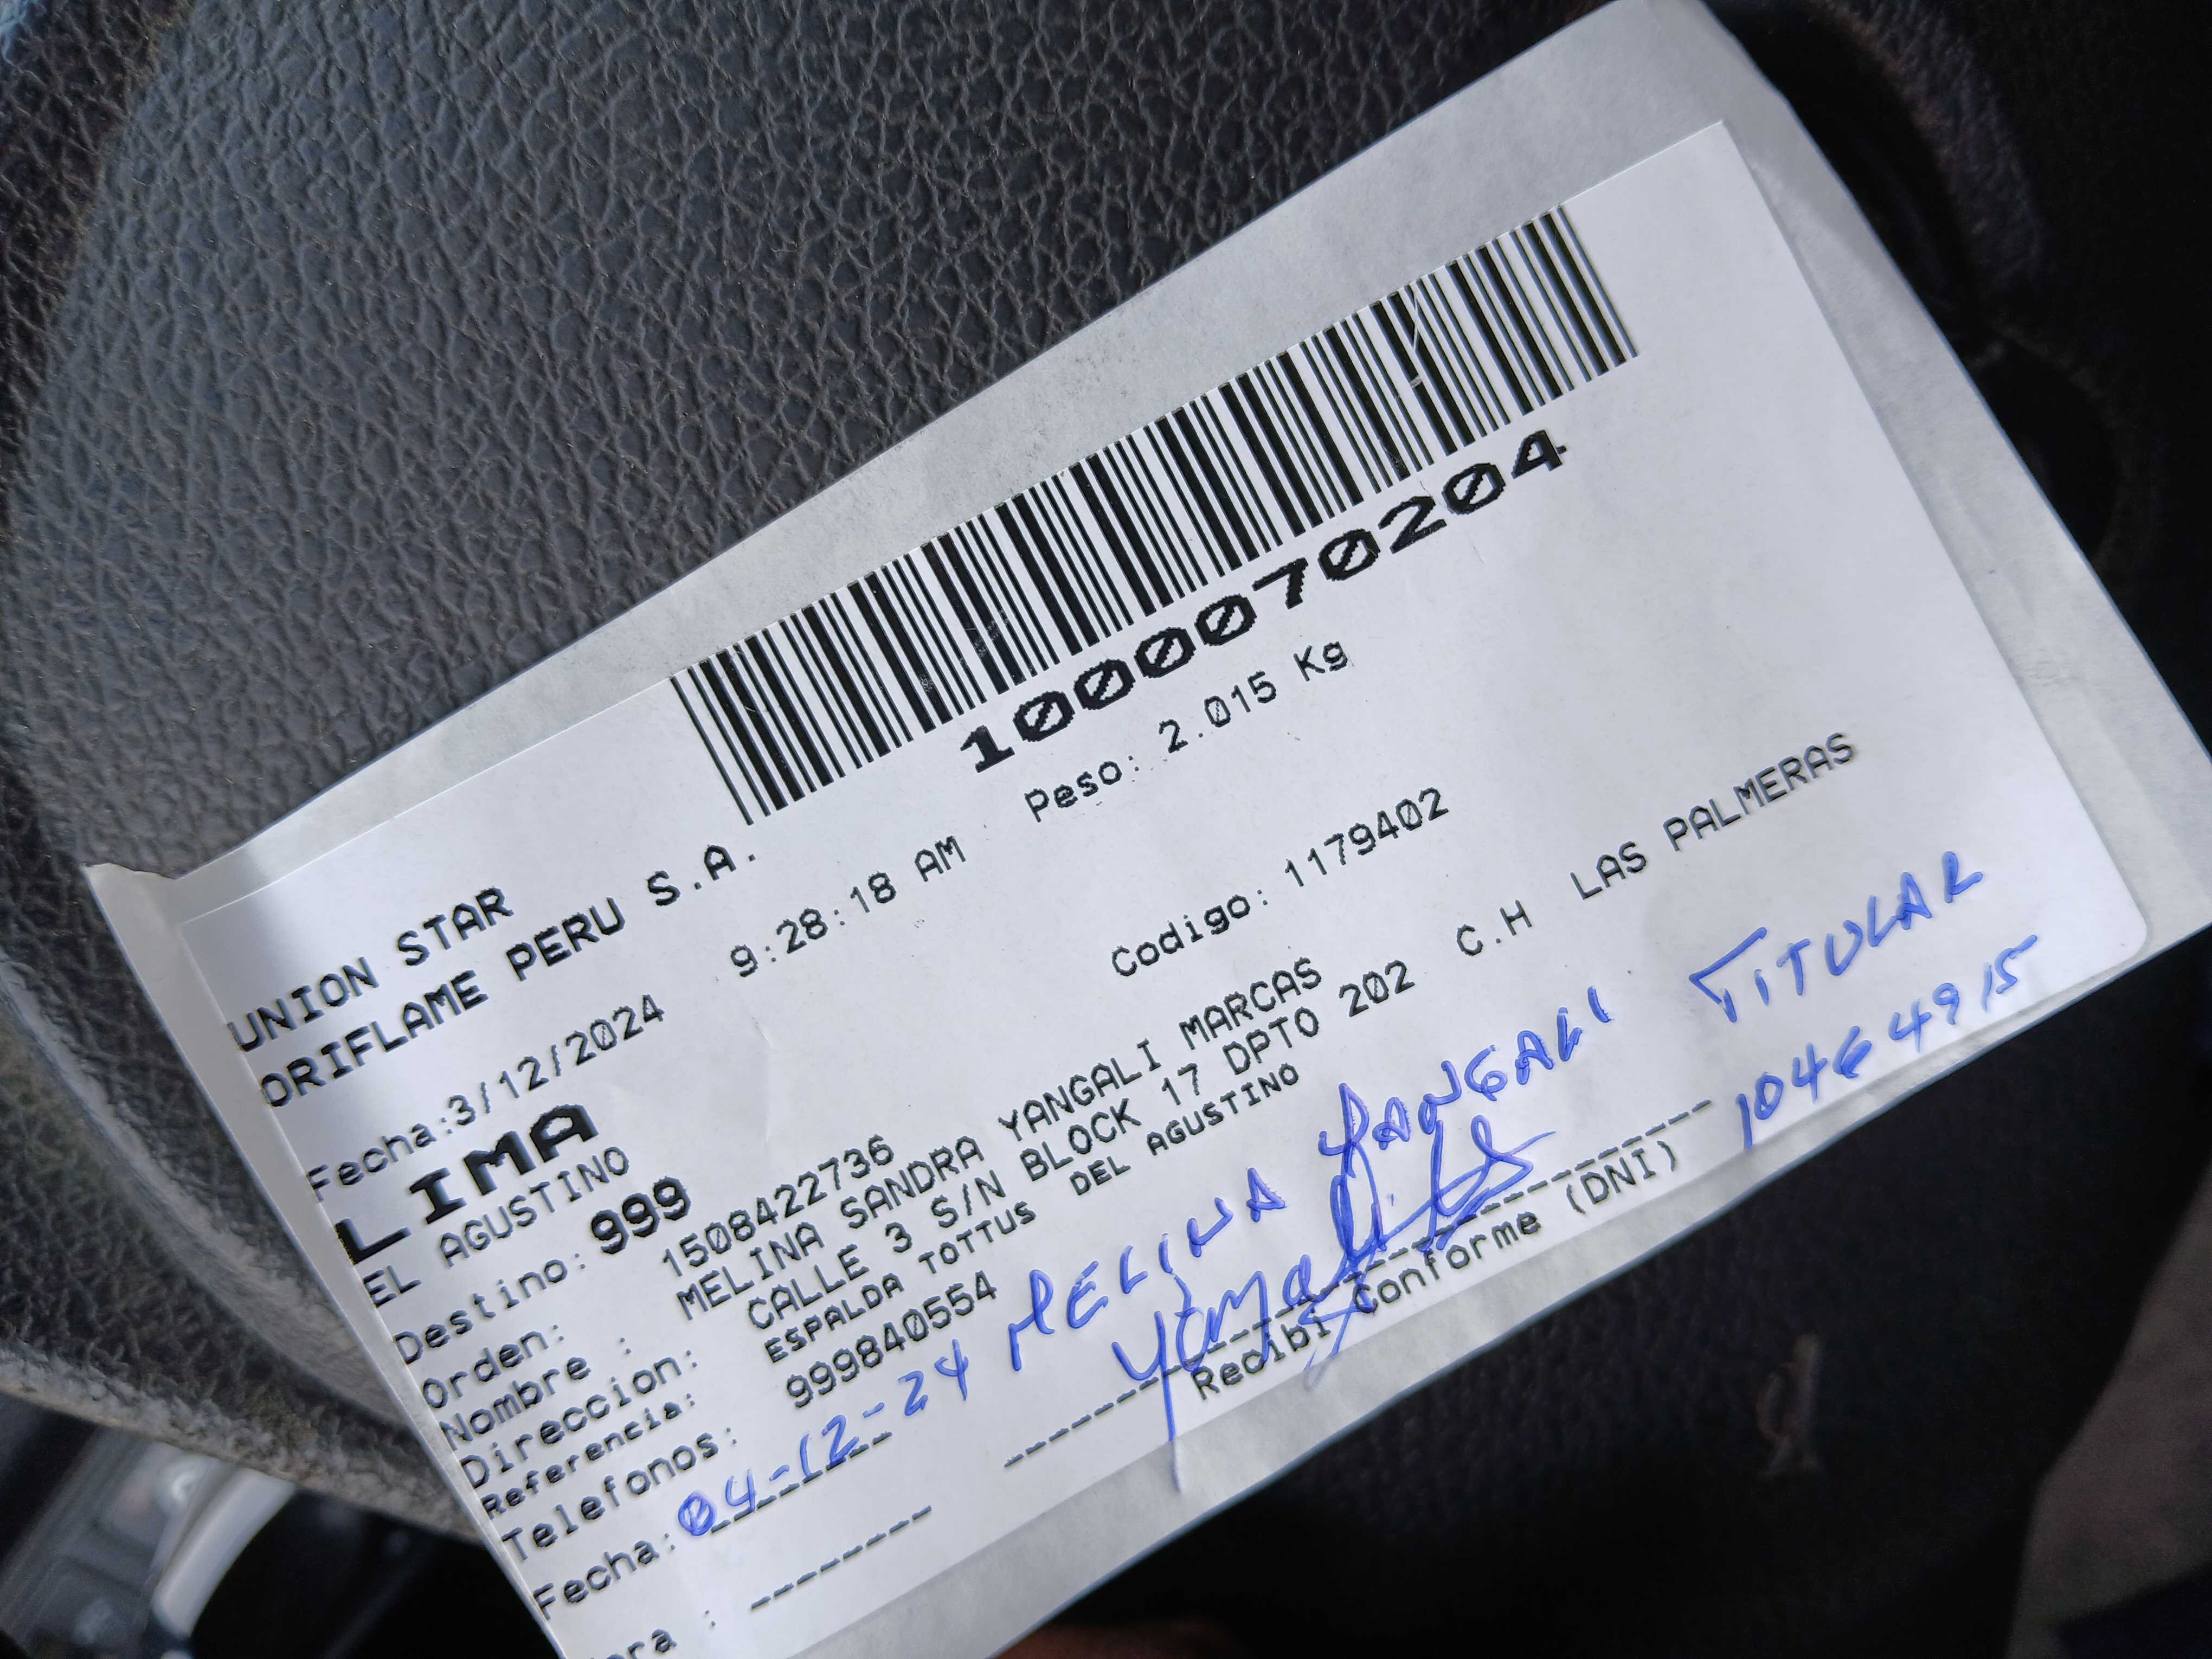 1000070204
UNION STAR
ORIFLAME PERU S.A.
Peso: 2.015 Kg
Fecha:3/12/2024 9:28:18 AM
LIMA
EL AGUSTINO
Codigo: 1179402
Destino: 999
Orden: 1508422736
Nombre : MELINA SANDRA YANGALI MARCAS
Direccion: CALLE 3 S/N BLOCK 17 DPTO 202 C.H LAS PALMERAS
Referencia: ESPALDA TOTTUS DEL AGUSTINO
Telefonos: 999840554
MELINA YANGALI TITULAR
Fecha: 04-12-24
10464915
Recibi Conforme (DNI)
ora :